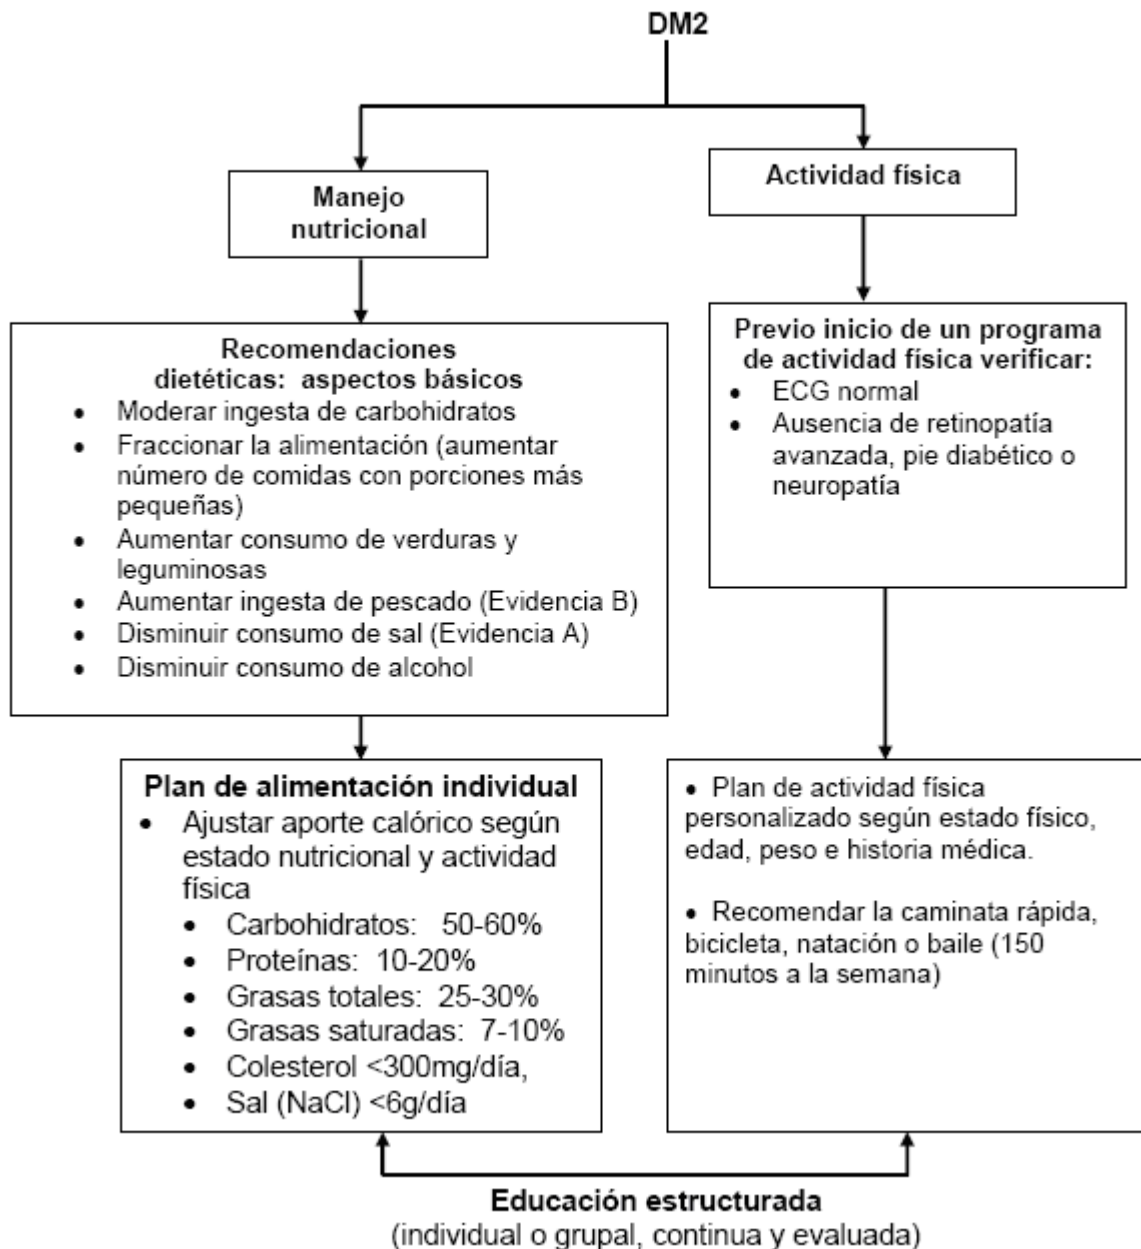 DM2
Manejo
nutricional
Actividad física
Recomendaciones
dietéticas:  aspectos básicos
• Moderar ingesta de carbohidratos
• Fraccionar la alimentación (aumentar
número de comidas con porciones más
pequeñas)
• Aumentar consumo de verduras y
leguminosas
• Aumentar ingesta de pescado (Evidencia B)
• Disminuir consumo de sal (Evidencia A)
• Disminuir consumo de alcohol
Previo inicio de un programa
de actividad física verificar:
• ECG normal
• Ausencia de retinopatía
avanzada, pie diabético o
neuropatía
Plan de alimentación individual
• Ajustar aporte calórico según
estado nutricional y actividad
física
• Carbohidratos:  50-60%
• Proteínas:  10-20%
• Grasas totales:  25-30%
• Grasas saturadas:  7-10%
• Colesterol <300mg/día,
• Sal (NaCl) <6g/día
• Plan de actividad física
personalizado según estado físico,
edad, peso e historia médica.
• Recomendar la caminata rápida,
bicicleta, natación o baile (150
minutos a la semana)
Educación estructurada
(individual o grupal, continua y evaluada)